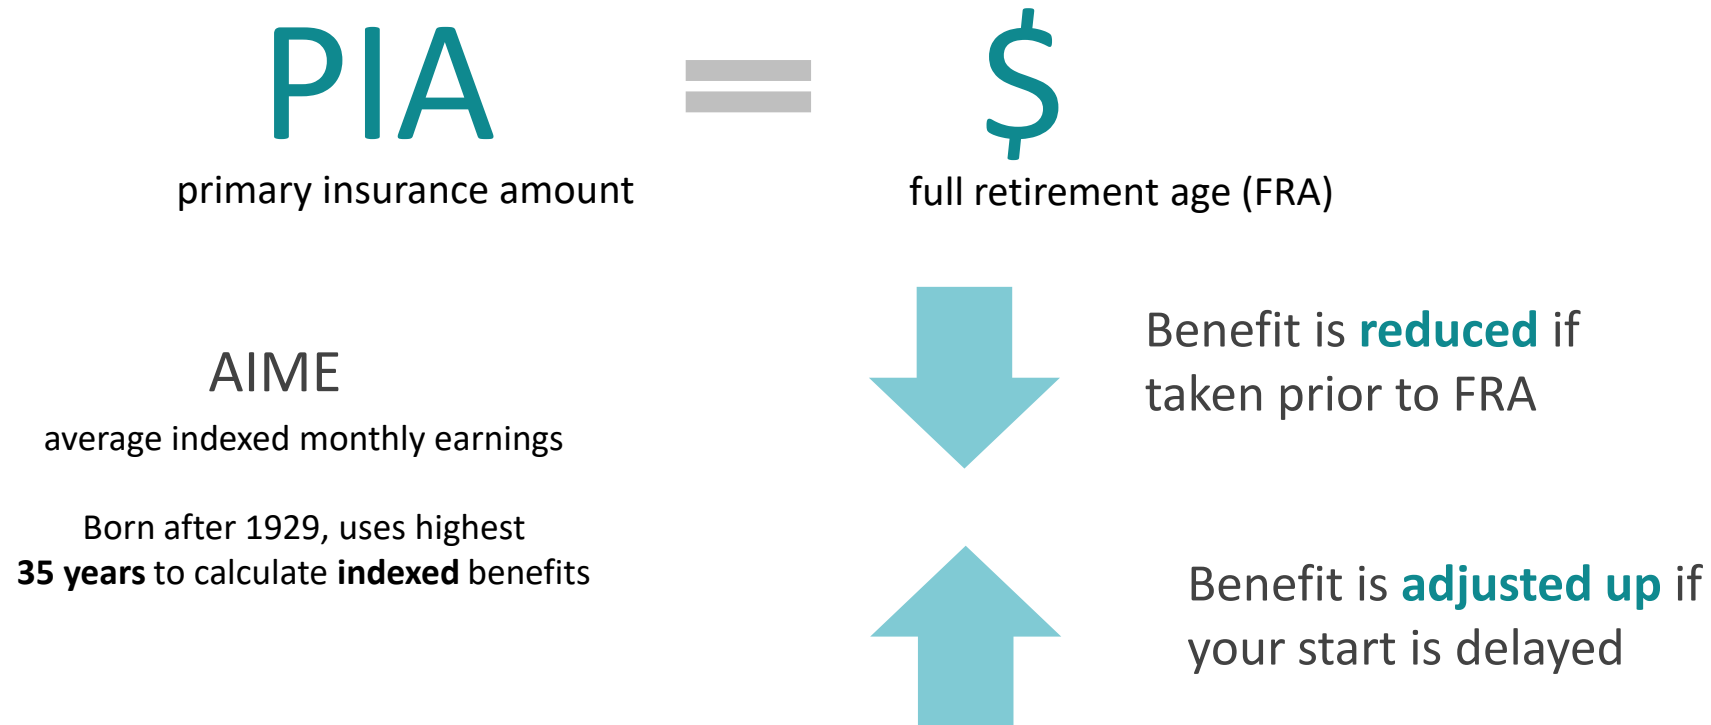 PIA
$
primary insurance amount
full retirement age (FRA)
AIME
average indexed monthly earnings
Born after 1929, uses highest
35 years to calculate indexed benefits
Benefit is reduced if
taken prior to FRA
Benefit is adjusted up if
your start is delayed